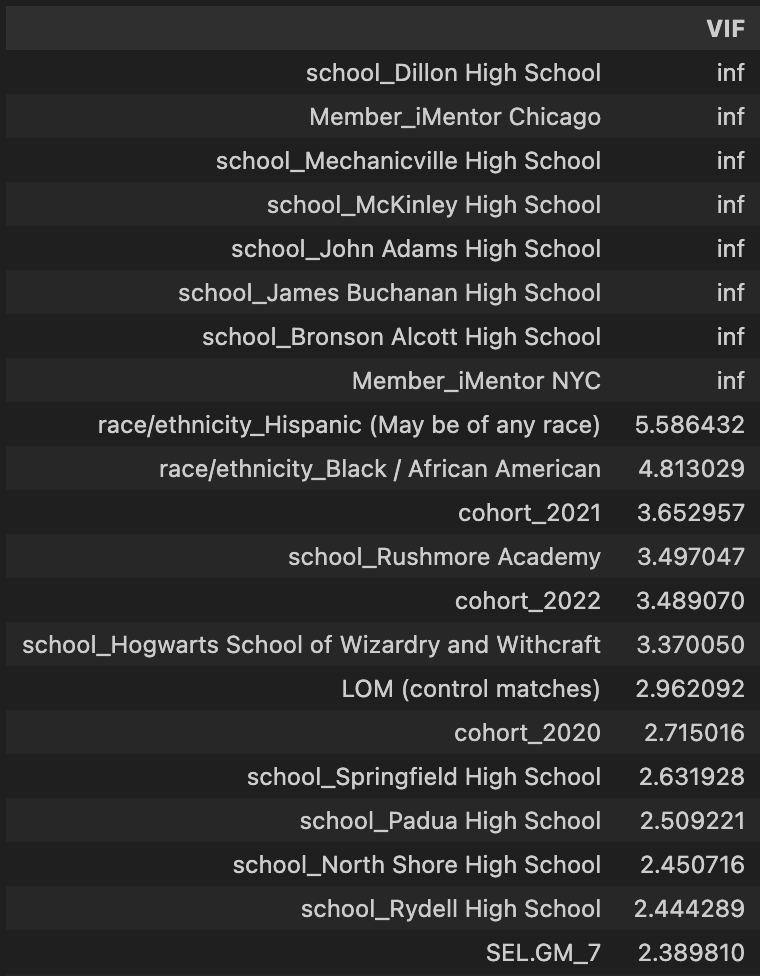 VIF
school_Dillon High School inf
Member_iMentor Chicago inf
school_Mechanicville High School inf
school_McKinley High School inf
school_John Adams High School inf
school_James Buchanan High School inf
school_Bronson Alcott High School inf
Member_iMentor NYC inf
race/ethnicity_Hispanic (May be of any race) 5.586432
race/ethnicity_Black / African American 4.813029
cohort_2021 3.652957
school_Rushmore Academy 3.497047
cohort_2022 3.489070
school_Hogwarts School of Wizardry and Withcraft 3.370050
LOM (control matches) 2.962092
cohort_2020 2.715016
school_Springfield High School 2.631928
school_Padua High School 2.509221
school_North Shore High School 2.450716
school_Rydell High School 2.444289
SEL.GM_7 2.389810